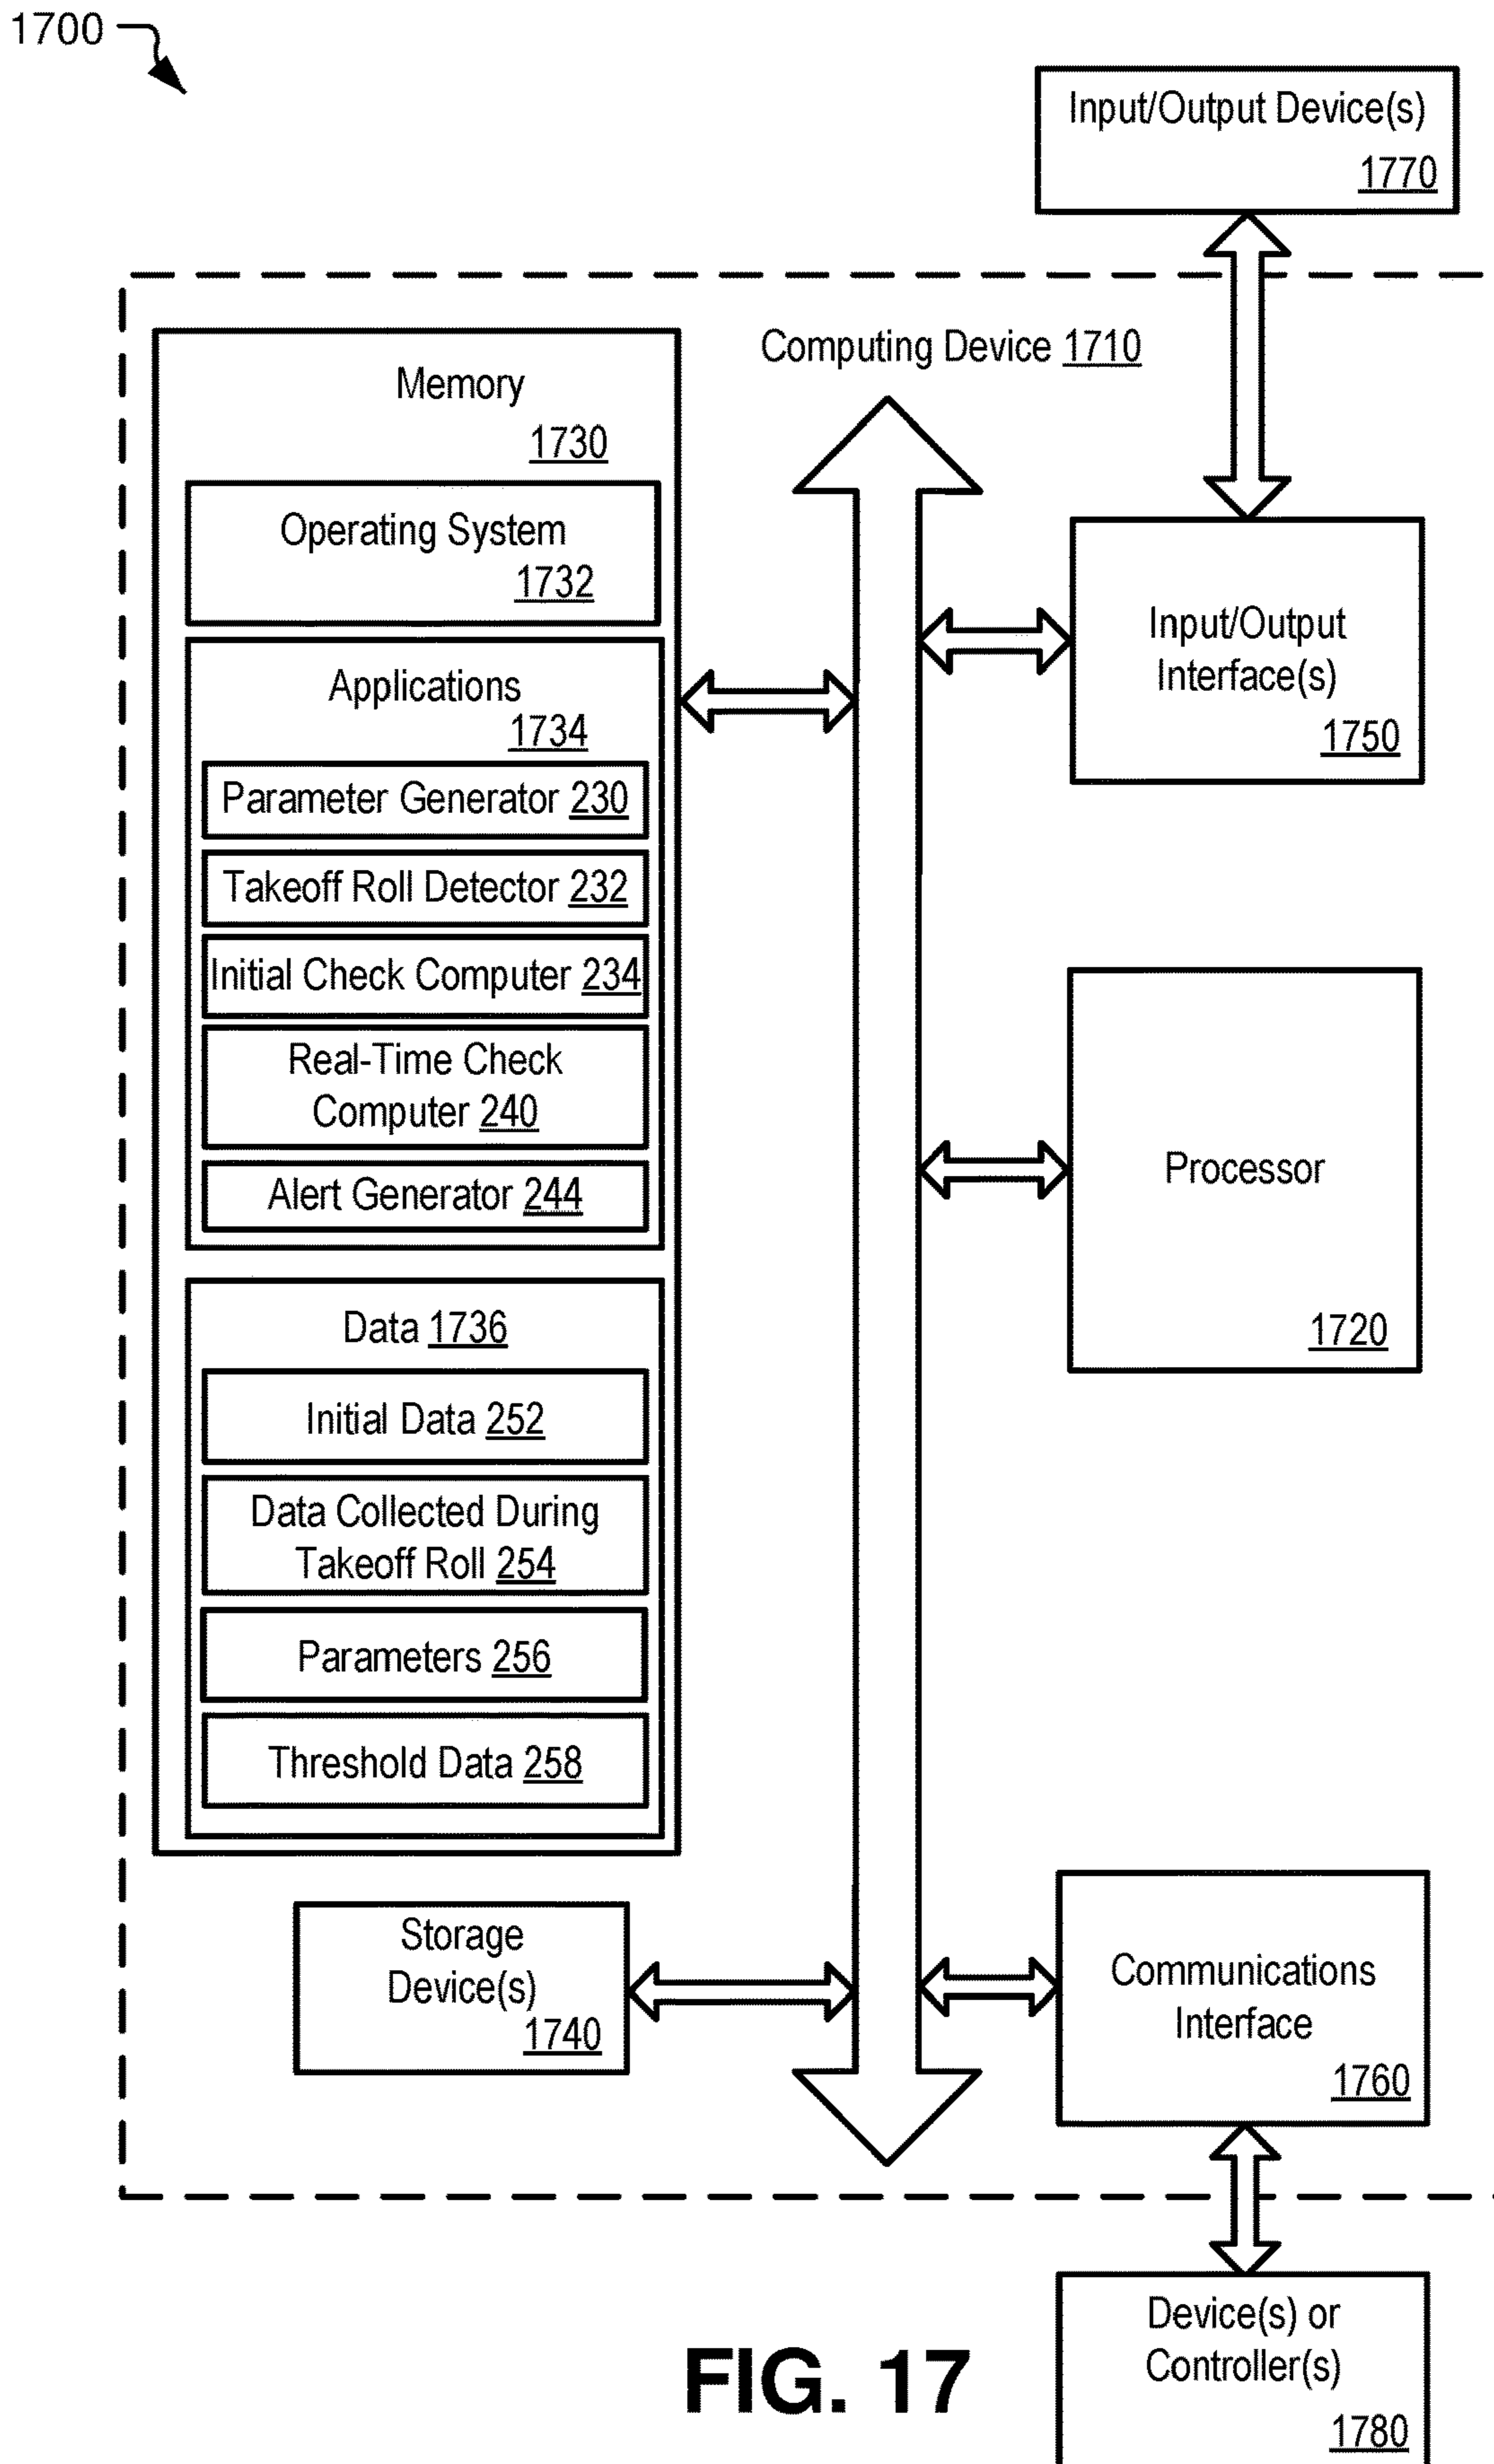 1700
Input/Output Device(s)
1770
Computing Device 1710
Memory
1730
Operating System
1732
Applications
1734
Parameter Generator 230
Takeoff Roll Detector 232
Initial Check Computer 234
Real-Time Check
Computer 240
Alert Generator 244
Data 1736
Initial Data 252
Data Collected During
Takeoff Roll 254
Parameters 256
Threshold Data 258
Storage
Device(s)
1740
Input/Output
Interface(s)
1750
Processor
1720
Communications
Interface
1760
Device(s) or
Controller(s)
1780
FIG. 17